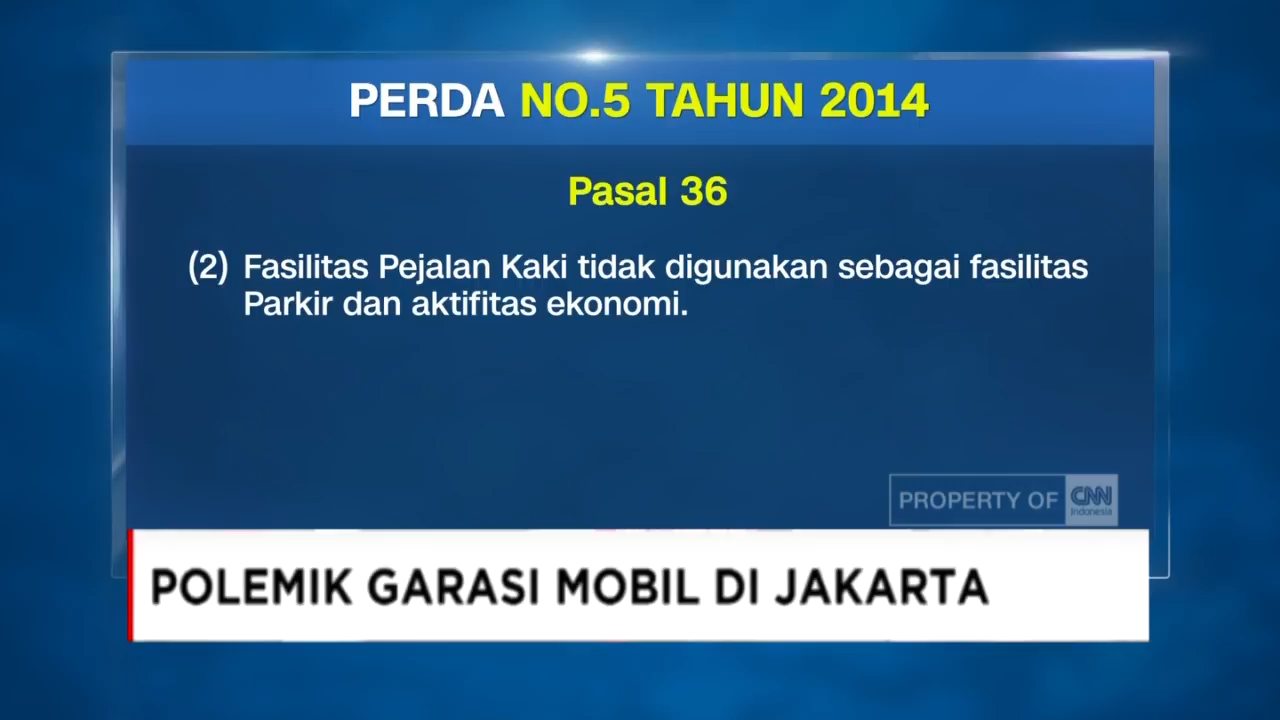 PERDA NO.5 TAHUN 2014
Pasal 36
(2) Fasilitas Pejalan Kaki tidak digunakan sebagai fasilitas
Parkir dan aktifitas ekonomi.
PROPERTY OF CNN Indonesia
POLEMIK GARASI MOBIL DI JAKARTA